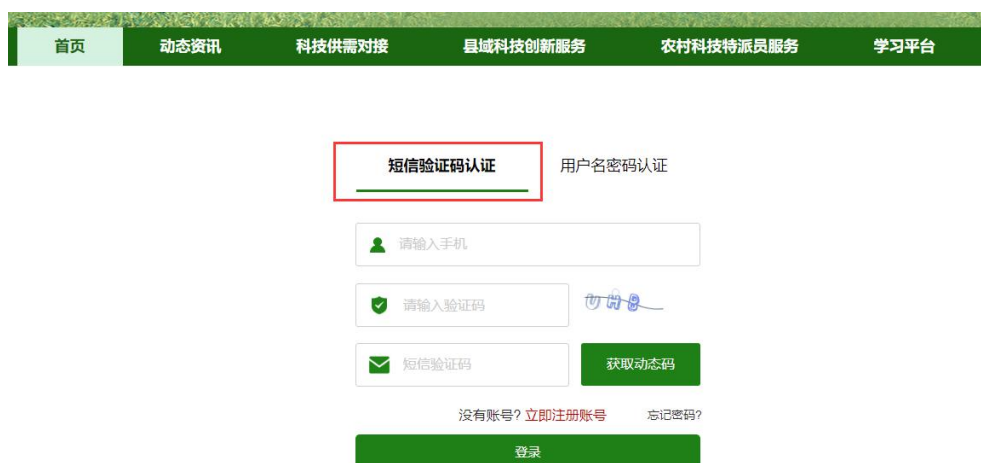 首页 动态资讯 科技供需对接 县域科技创新服务 农村科技特派员服务 学习平台
短信验证码认证 用户名密码认证
请输入手机
请输入验证码 UHB
短信验证码 获取动态码
没有账号? 立即注册账号 忘记密码?
登录